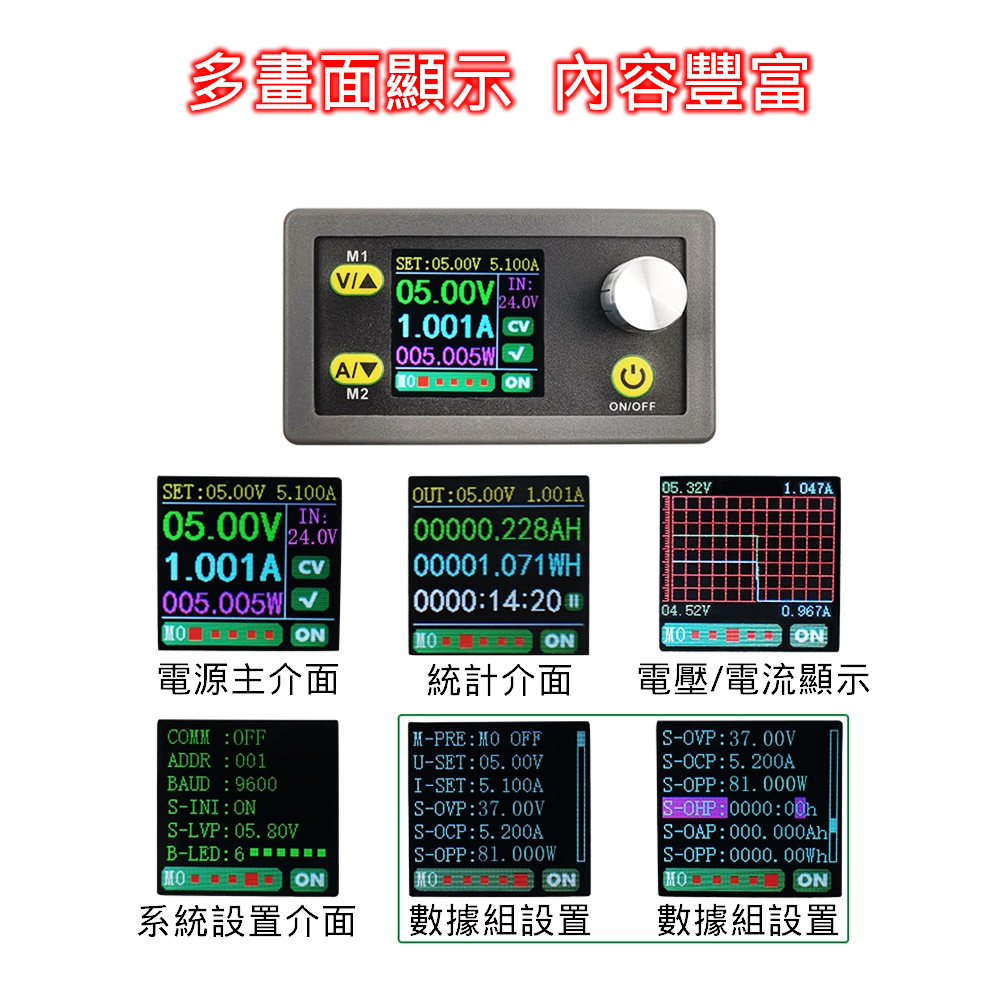 多畫面顯示 內容豐富
M1
V/▲
A/▼
M2
SET:05.00V 5.100A
05.00V
IN:
24.0V
1.001A
CV
005.005W
√
M0
ON
ON/OFF
SET:05.00V 5.100A
05.00V
IN:
24.0V
1.001A
CV
005.005W
√
M0
ON
電源主介面
OUT:05.00V 1.001A
00000.228AH
00001.071WH
0000:14:20
M0
ON
統計介面
05.32V 1.047A
04.52V 0.967A
M0
ON
電壓/電流顯示
COMM :OFF
ADDR :001
BAUD :9600
S-INI:ON
S-LVP:05.80V
B-LED:6
M0
ON
系統設置介面
M-PRE:M0 OFF
U-SET:05.00V
I-SET:5.100A
S-OVP:37.00V
S-OCP:5.200A
S-OPP:81.000W
M0
ON
數據組設置
S-OVP:37.00V
S-OCP:5.200A
S-OPP:81.000W
S-OHP:0000:00h
S-OAP:000.000Ah
S-OPP:0000.00Wh
M0
ON
數據組設置